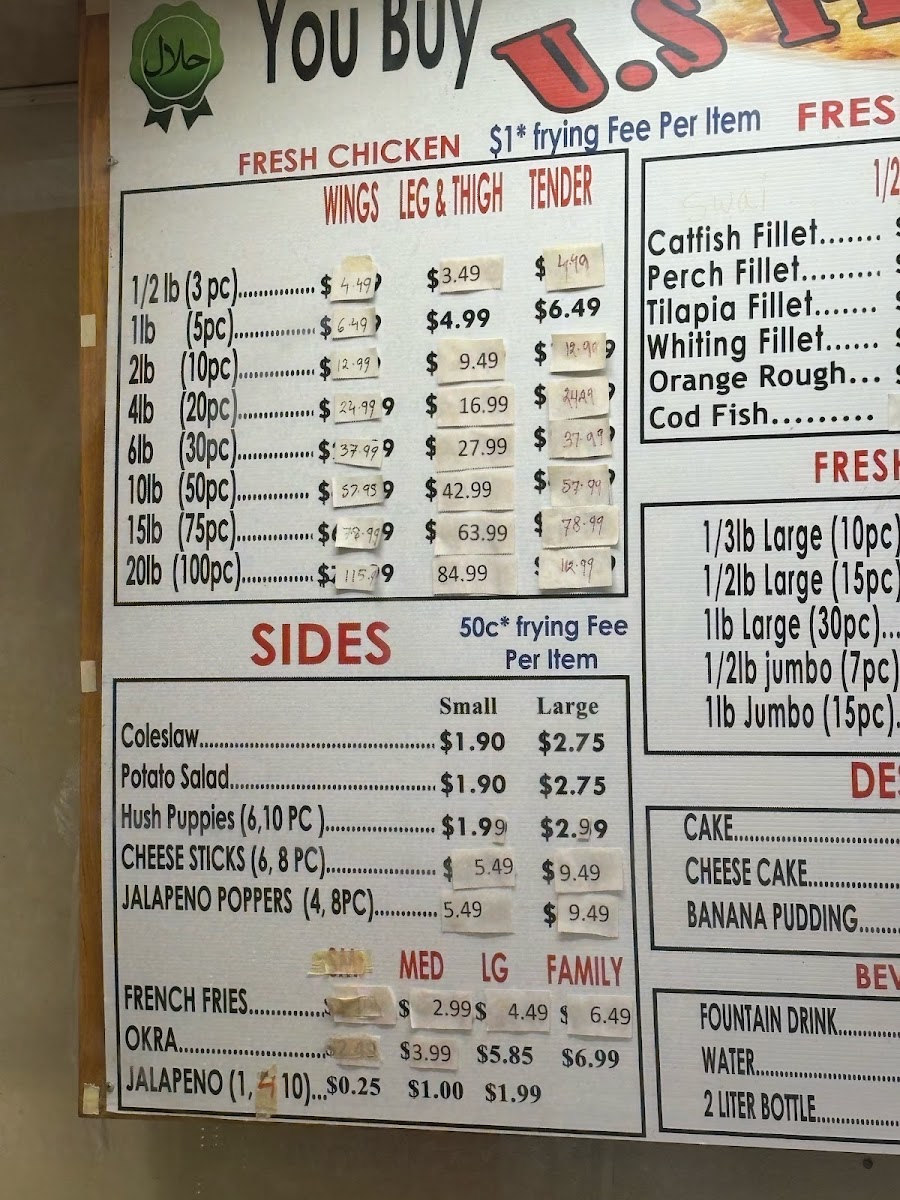 حلال
You Buy
U.S
FRESH CHICKEN $1* frying Fee Per Item
WINGS LEG & THIGH TENDER
1/2 lb (3 pc)............... $ 4.49 $3.49 $ 4.49
1lb (5pc)................ $ 6.49 $4.99 $6.49
2lb (10pc)............... $ 12.99 $ 9.49 $ 12.99
4lb (20pc)............... $ 24.99 $ 16.99 $ 24.49
6lb (30pc)............... $ 37.99 $ 27.99 $ 37.99
10lb (50pc).............. $ 57.95 $ 42.99 $ 57.99
15lb (75pc).............. $ 78.99 $ 63.99 $ 78.99
20lb (100pc)............. $ 84.99 112.99
SIDES 50c* frying Fee
Per Item
Small Large
Coleslaw.......................................... $1.90 $2.75
Potato Salad..................................... $1.90 $2.75
Hush Puppies (6,10 PC )................... $1.99 $2.99
CHEESE STICKS (6, 8 PC)................... $ 5.49 $ 9.49
JALAPENO POPPERS (4, 8PC)............ 5.49 $ 9.49
SM MED LG FAMILY
FRENCH FRIES............. $ 2.99 $ 4.49 $ 6.49
OKRA......................... $2.49 $3.99 $5.85 $6.99
JALAPENO (1, 4 10)...$0.25 $1.00 $1.99
Swai
Catfish Fillet.......
Perch Fillet.........
Tilapia Fillet.......
Whiting Fillet......
Orange Rough...
Cod Fish.........
1/3lb Large (10pc)
1/2lb Large (15pc)
1lb Large (30pc)...
1/2lb jumbo (7pc)
1lb Jumbo (15pc).
CAKE
CHEESE CAKE
BANANA PUDDING
FOUNTAIN DRINK
WATER
2 LITER BOTTLE